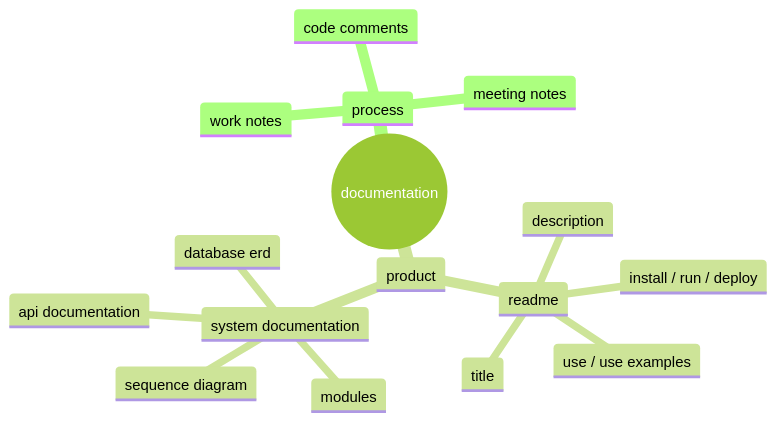 code comments
meeting notes
process
work notes
documentation
description
database erd
product
install / run / deploy
readme
api documentation
system documentation
use / use examples
title
sequence diagram
modules